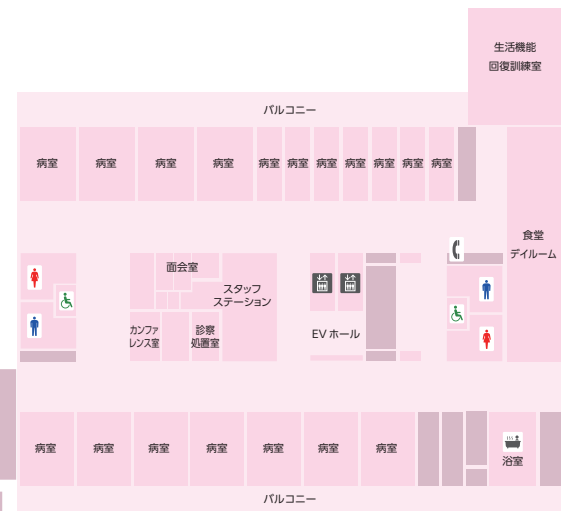 生活機能
回復訓練室
バルコニー
病室
病室
病室
病室
病室
病室
病室
病室
病室
病室
病室
食堂
デイルーム
面会室
スタッフ
ステーション
カンファ
レンス室
診察
処置室
EVホール
病室
病室
病室
病室
病室
病室
病室
浴室
バルコニー